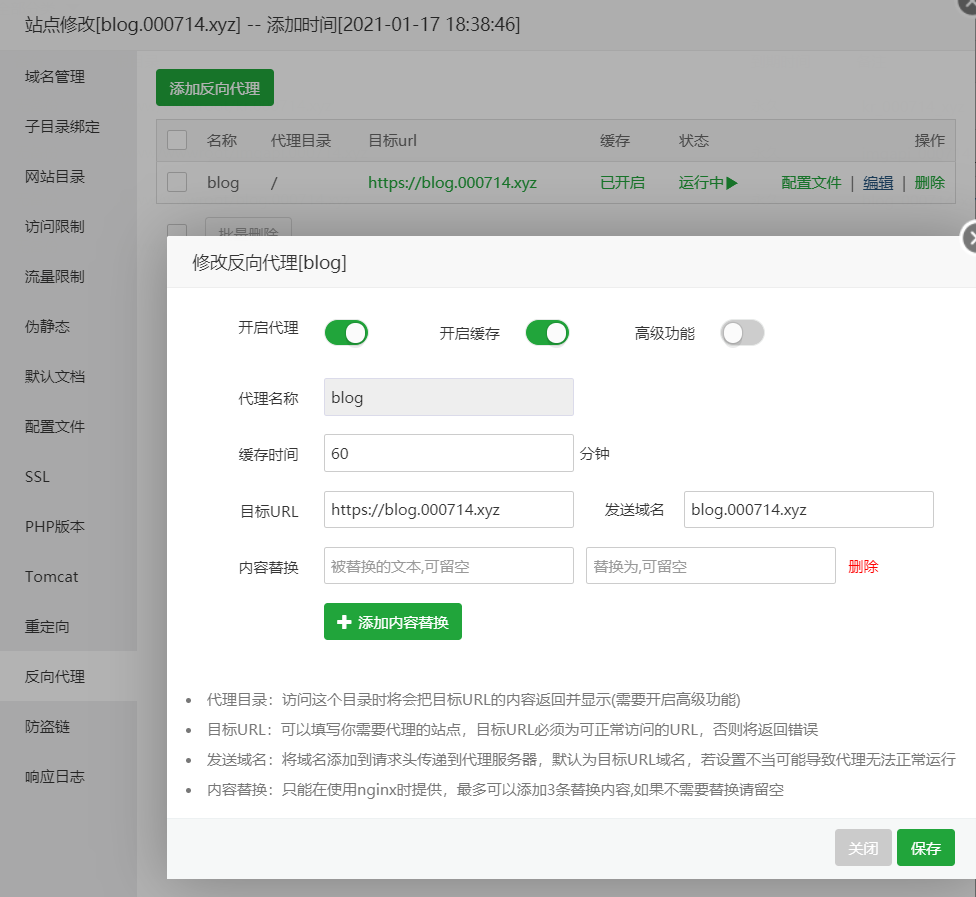 站点修改[blog.000714.xyz] -- 添加时间[2021-01-17 18:38:46]
域名管理
子目录绑定
网站目录
访问限制
流量限制
伪静态
默认文档
配置文件
SSL
PHP版本
Tomcat
重定向
反向代理
防盗链
响应日志
添加反向代理
名称 代理目录 目标url 缓存 状态 操作
blog / https://blog.000714.xyz 已开启 运行中 配置文件 | 编辑 | 删除
批量删除
修改反向代理[blog]
开启代理 开启缓存 高级功能
代理名称 blog
缓存时间 60 分钟
目标URL https://blog.000714.xyz 发送域名 blog.000714.xyz
内容替换 被替换的文本,可留空 替换为,可留空 删除
添加内容替换
代理目录：访问这个目录时将会把目标URL的内容返回并显示(需要开启高级功能)
目标URL：可以填写你需要代理的站点，目标URL必须为可正常访问的URL，否则将返回错误
发送域名：将域名添加到请求头传递到代理服务器，默认为目标URL域名，若设置不当可能导致代理无法正常运行
内容替换：只能在使用nginx时提供，最多可以添加3条替换内容,如果不需要替换请留空
关闭 保存